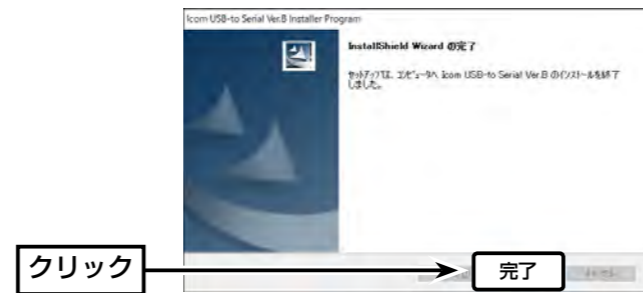 Icom USB-to Serial Ver.B Installer Program
InstallShield Wizard の完了
セットアップは、コンピュータへ Icom USB-to Serial Ver.B のインストールを終了
しました。
クリック
完了